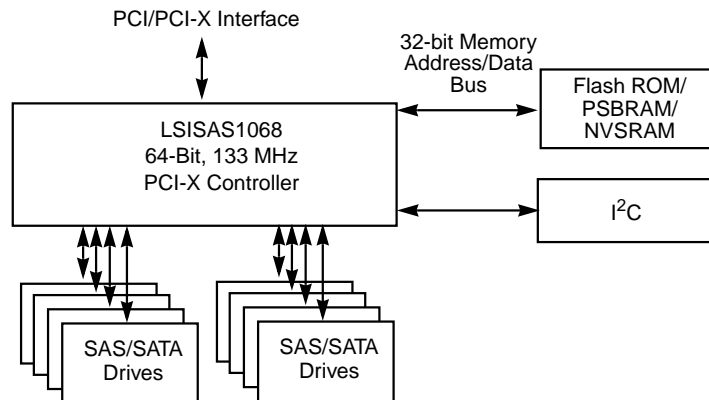 PCI/PCI-X Interface
32-bit Memory
Address/Data
Bus
Flash ROM/
PSBRAM/
NVSRAM
LSISAS1068
64-Bit, 133 MHz
PCI-X Controller
I²C
SAS/SATA
Drives
SAS/SATA
Drives